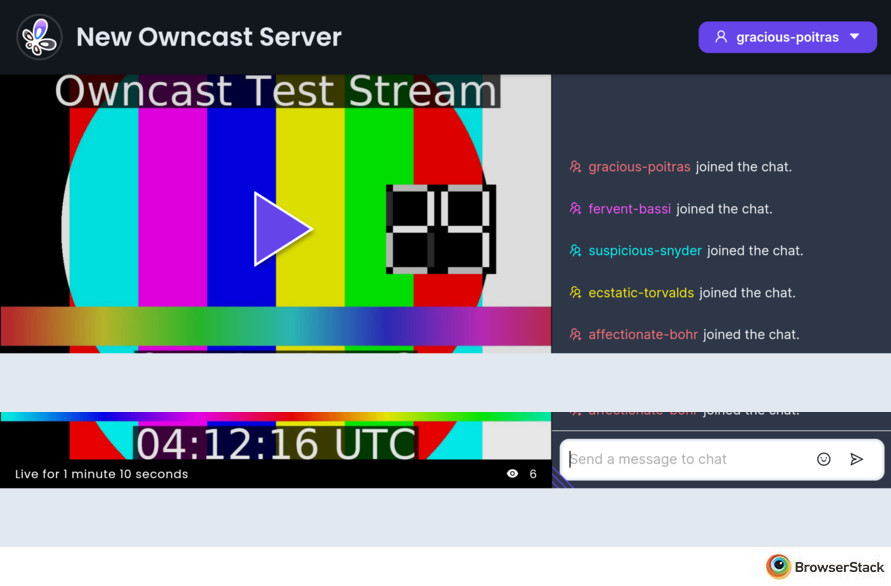 New Owncast Server
gracious-poitras
Owncast Test Stream
gracious-poitras joined the chat.
fervent-bassi joined the chat.
suspicious-snyder joined the chat.
ecstatic-torvalds joined the chat.
affectionate-bohr joined the chat.
affectionate-bohr joined the chat.
04:12:16 UTC
Send a message to chat
Live for 1 minute 10 seconds
6
BrowserStack